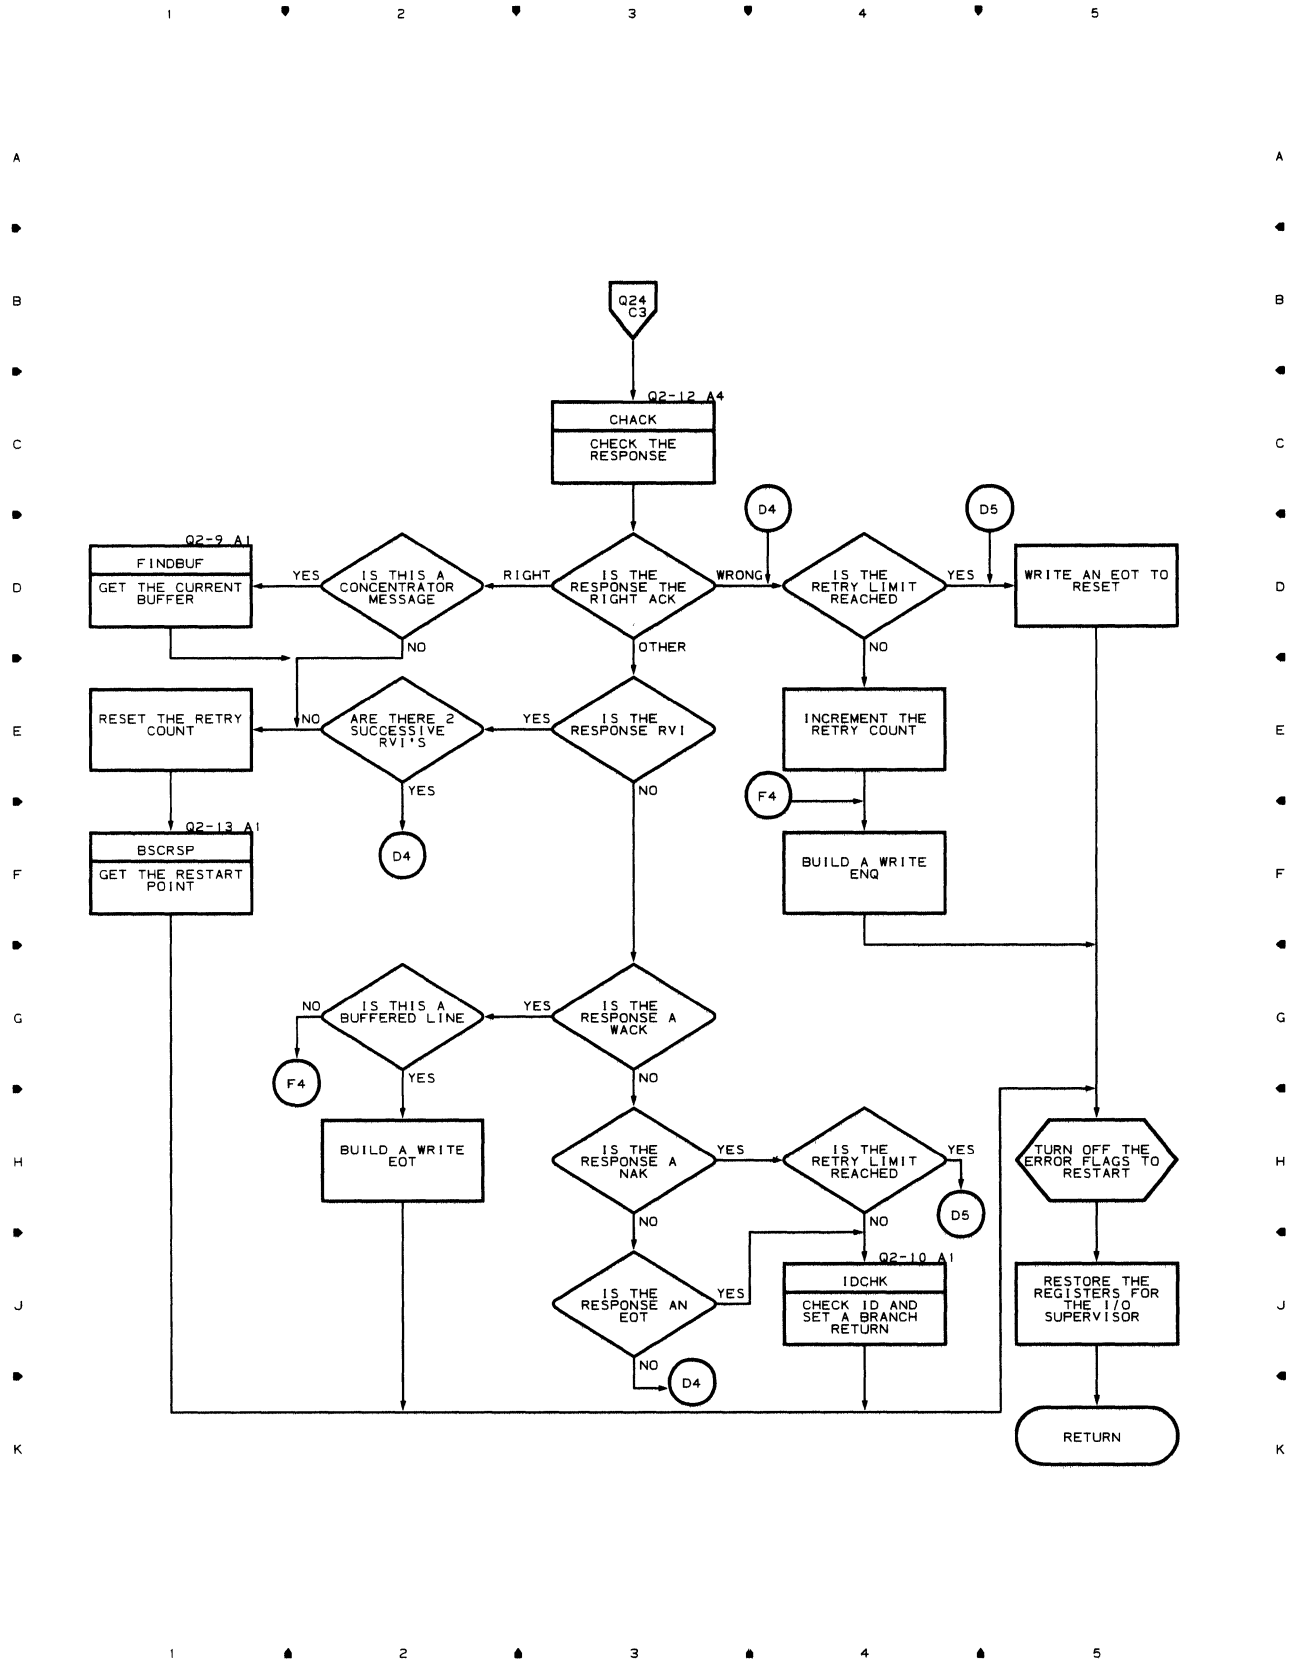 1 2 3 4 5
A A
B B
Q24
C3
Q2-12 A4
CHACK
C C
CHECK THE
RESPONSE
D4
D5
Q2-9 A1
FINDBUF
GET THE CURRENT
BUFFER
YES
IS THIS A
CONCENTRATOR
MESSAGE
RIGHT
IS THE
RESPONSE THE
RIGHT ACK
WRONG
IS THE
RETRY LIMIT
REACHED
YES
WRITE AN EOT TO
RESET
D D
NO
OTHER
NO
RESET THE RETRY
COUNT
NO
ARE THERE 2
SUCCESSIVE
RVI'S
YES
IS THE
RESPONSE RVI
INCREMENT THE
RETRY COUNT
E E
YES
NO
F4
Q2-13 A1
BSCRSP
GET THE RESTART
POINT
D4
BUILD A WRITE
ENQ
F F
NO
IS THIS A
BUFFERED LINE
YES
IS THE
RESPONSE A
WACK
G G
F4
YES
NO
BUILD A WRITE
EOT
IS THE
RESPONSE A
NAK
YES
IS THE
RETRY LIMIT
REACHED
YES
TURN OFF THE
ERROR FLAGS TO
RESTART
H H
D5
NO
NO
Q2-10 A1
IDCHK
CHECK ID AND
SET A BRANCH
RETURN
IS THE
RESPONSE AN
EOT
YES
RESTORE THE
REGISTERS FOR
THE I/O
SUPERVISOR
J J
NO
D4
RETURN
K K
1 2 3 4 5